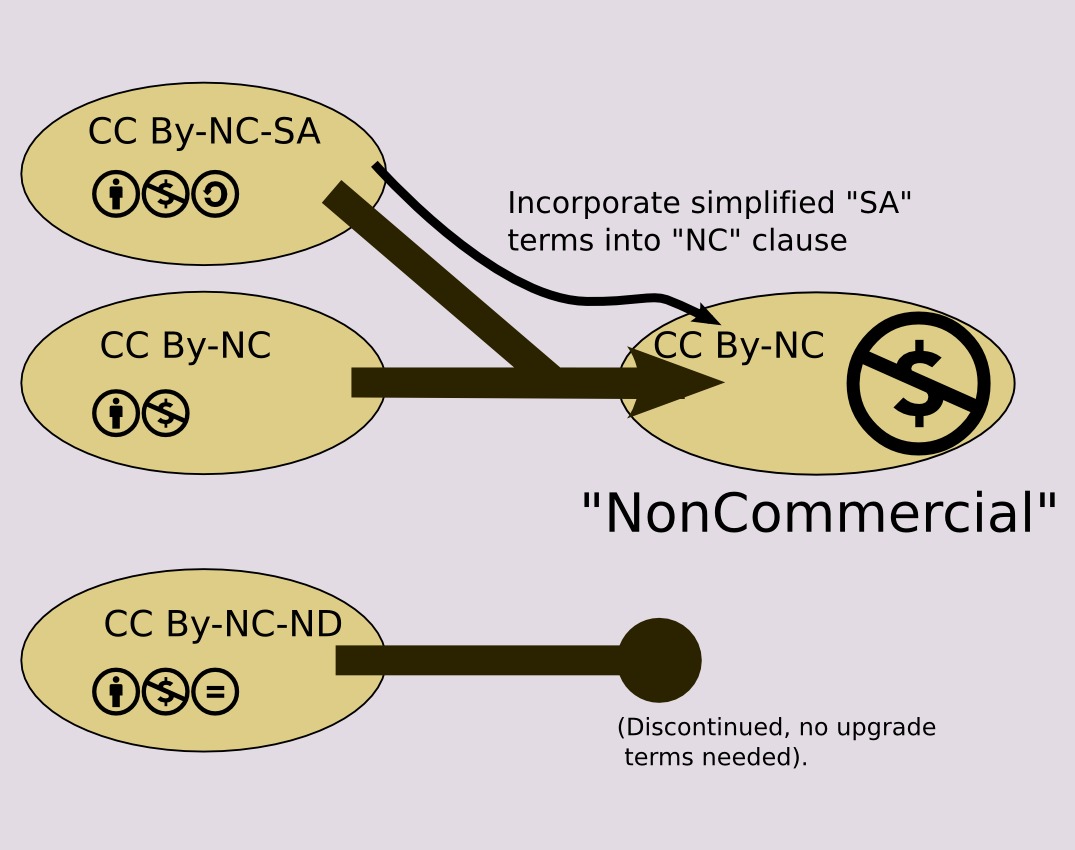 CC By-NC-SA
Incorporate simplified "SA"
terms into "NC" clause
CC By-NC
CC By-NC
"NonCommercial"
CC By-NC-ND
(Discontinued, no upgrade
terms needed).